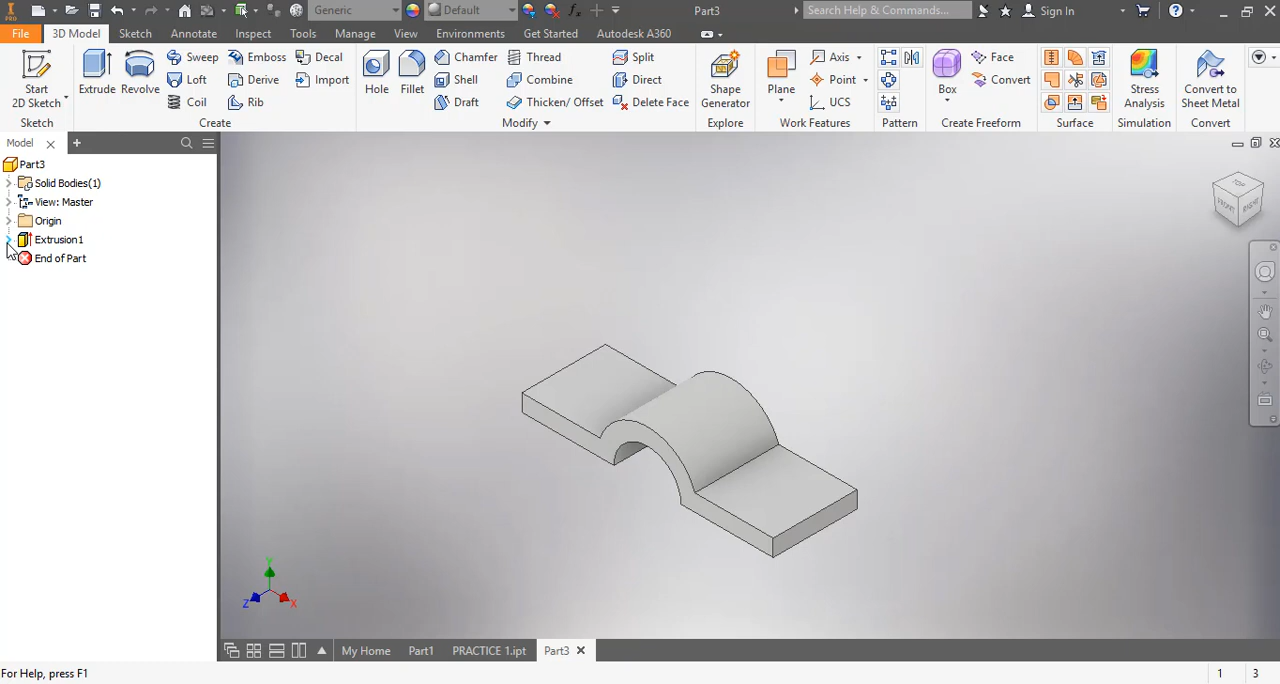 PRO Generic Default fx Part3 Search Help & Commands... Sign In
File 3D Model Sketch Annotate Inspect Tools Manage View Environments Get Started Autodesk A360
Start 2D Sketch
Sketch
Extrude Revolve
Sweep Emboss Decal
Loft Derive Import
Coil Rib
Create
Hole Fillet
Chamfer Thread Split
Shell Combine Direct
Draft Thicken/ Offset Delete Face
Modify
Shape Generator
Explore
Plane
Axis
Point
UCS
Work Features
Pattern
Box
Face
Convert
Create Freeform
Surface
Stress Analysis
Simulation
Convert to Sheet Metal
Convert
Model
Part3
Solid Bodies(1)
View: Master
Origin
Extrusion1
End of Part
TOP
FRONT RIGHT
Y
Z X
My Home Part1 PRACTICE 1.ipt Part3
For Help, press F1 1 3